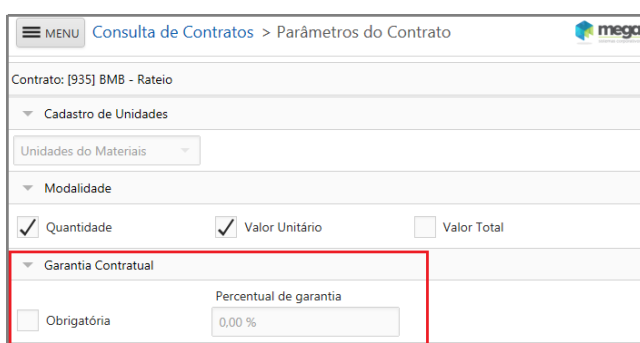 MENU Consulta de Contratos > Parâmetros do Contrato mega
Contrato: [935] BMB - Rateio
Cadastro de Unidades
Unidades do Materiais
Modalidade
Quantidade Valor Unitário Valor Total
Garantia Contratual
Percentual de garantia
Obrigatória 0,00 %